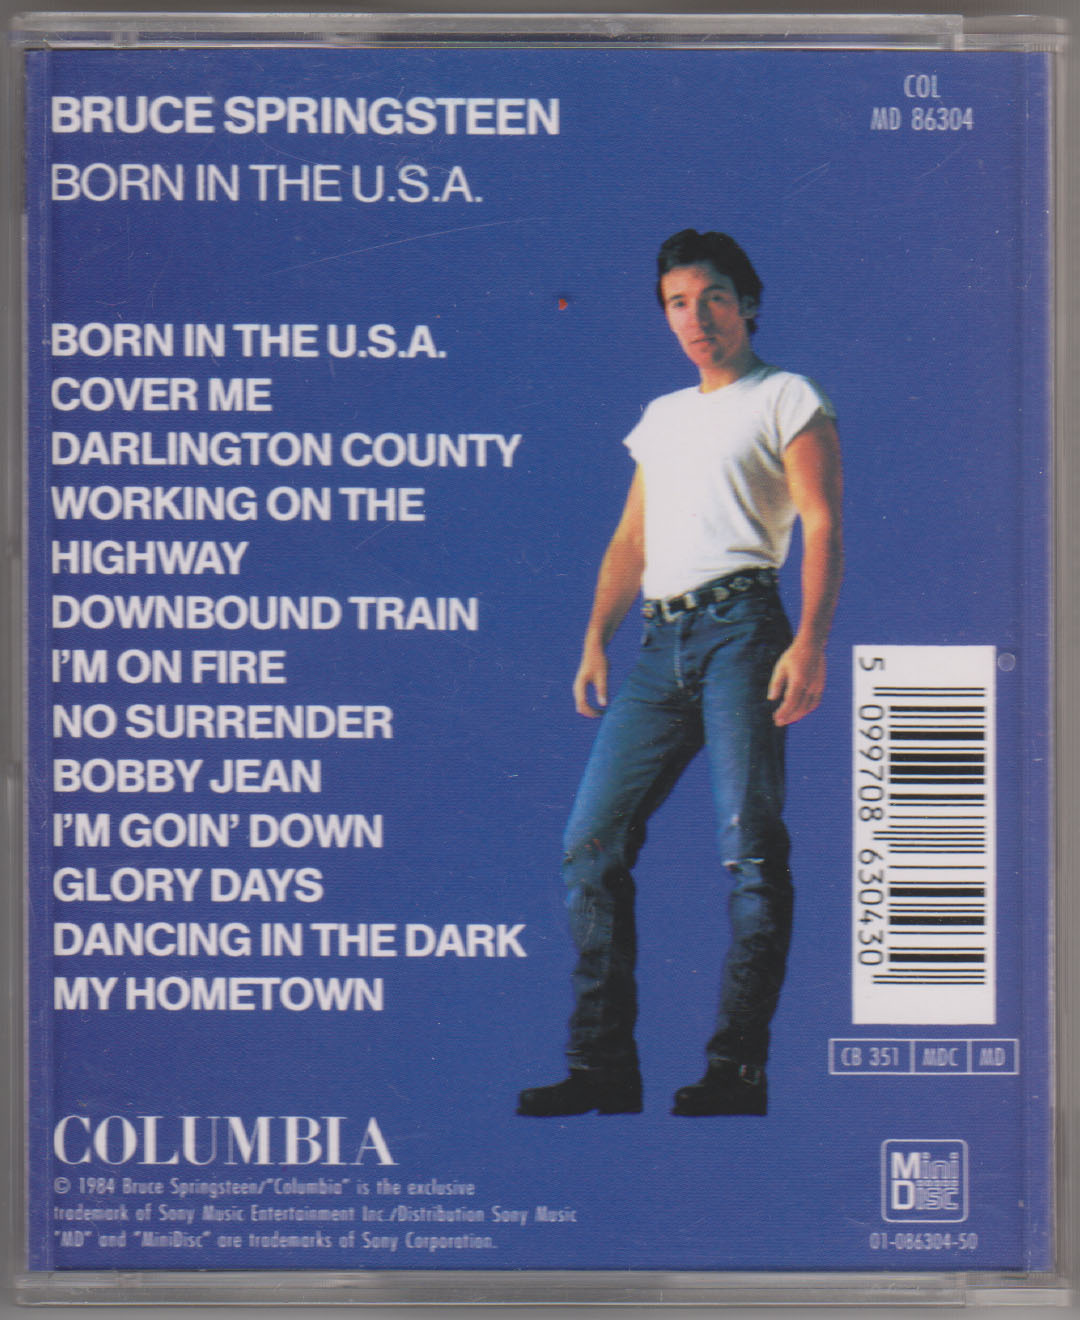 BRUCE SPRINGSTEEN
BORN IN THE U.S.A.
COL
MD 86304
BORN IN THE U.S.A.
COVER ME
DARLINGTON COUNTY
WORKING ON THE
HIGHWAY
DOWNBOUND TRAIN
I'M ON FIRE
NO SURRENDER
BOBBY JEAN
I'M GOIN' DOWN
GLORY DAYS
DANCING IN THE DARK
MY HOMETOWN
5 099708 630430
CB 351 MDC MD
COLUMBIA
© 1984 Bruce Springsteen/"Columbia" is the exclusive
trademark of Sony Music Entertainment Inc./Distribution Sony Music
"MD" and "MiniDisc" are trademarks of Sony Corporation.
Mini
Disc
01-086304-50